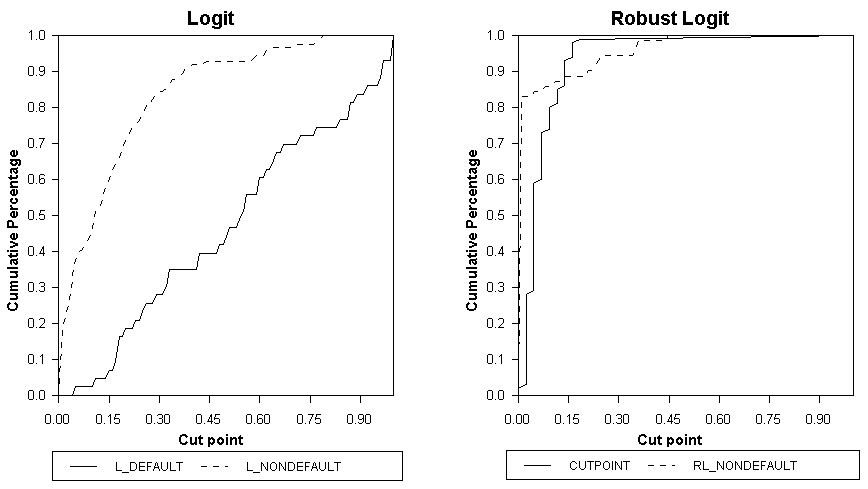 Logit
1.0
0.9
0.8
0.7
0.6
0.5
0.4
0.3
0.2
0.1
0.0
Cumulative Percentage
0.00 0.15 0.30 0.45 0.60 0.75 0.90
Cut point
L_DEFAULT L_NONDEFAULT
Robust Logit
1.0
0.9
0.8
0.7
0.6
0.5
0.4
0.3
0.2
0.1
0.0
Cumulative Percentage
0.00 0.15 0.30 0.45 0.60 0.75 0.90
Cut point
CUTPOINT RL_NONDEFAULT